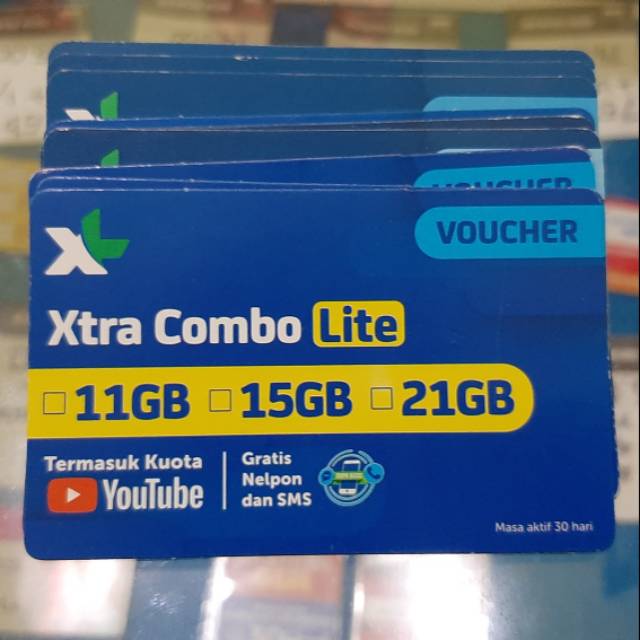 VOUCHER
VOUCHER
XL
Xtra Combo Lite
11GB 15GB 21GB
Termasuk Kuota
YouTube
Gratis
Nelpon
dan SMS
Masa aktif 30 hari